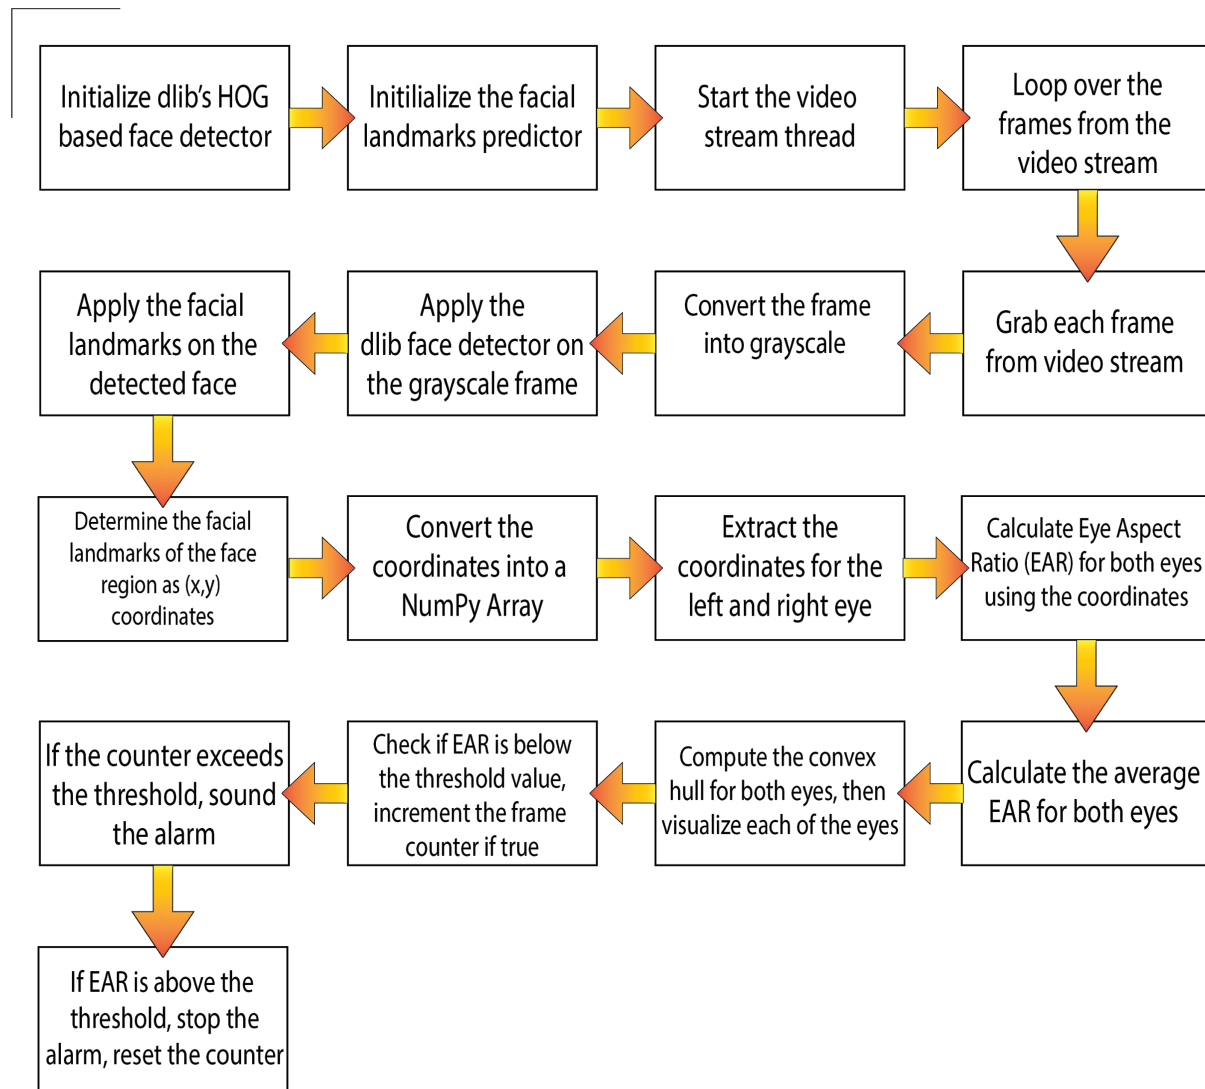 Initialize dlib's HOG
based face detector
Initilialize the facial
landmarks predictor
Start the video
stream thread
Loop over the
frames from the
video stream
Grab each frame
from video stream
Convert the frame
into grayscale
Apply the
dlib face detector on
the grayscale frame
Apply the facial
landmarks on the
detected face
Determine the facial
landmarks of the face
region as (x,y)
coordinates
Convert the
coordinates into a
NumPy Array
Extract the
coordinates for the
left and right eye
Calculate Eye Aspect
Ratio (EAR) for both eyes
using the coordinates
Calculate the average
EAR for both eyes
Compute the convex
hull for both eyes, then
visualize each of the eyes
Check if EAR is below
the threshold value,
increment the frame
counter if true
If the counter exceeds
the threshold, sound
the alarm
If EAR is above the
threshold, stop the
alarm, reset the counter